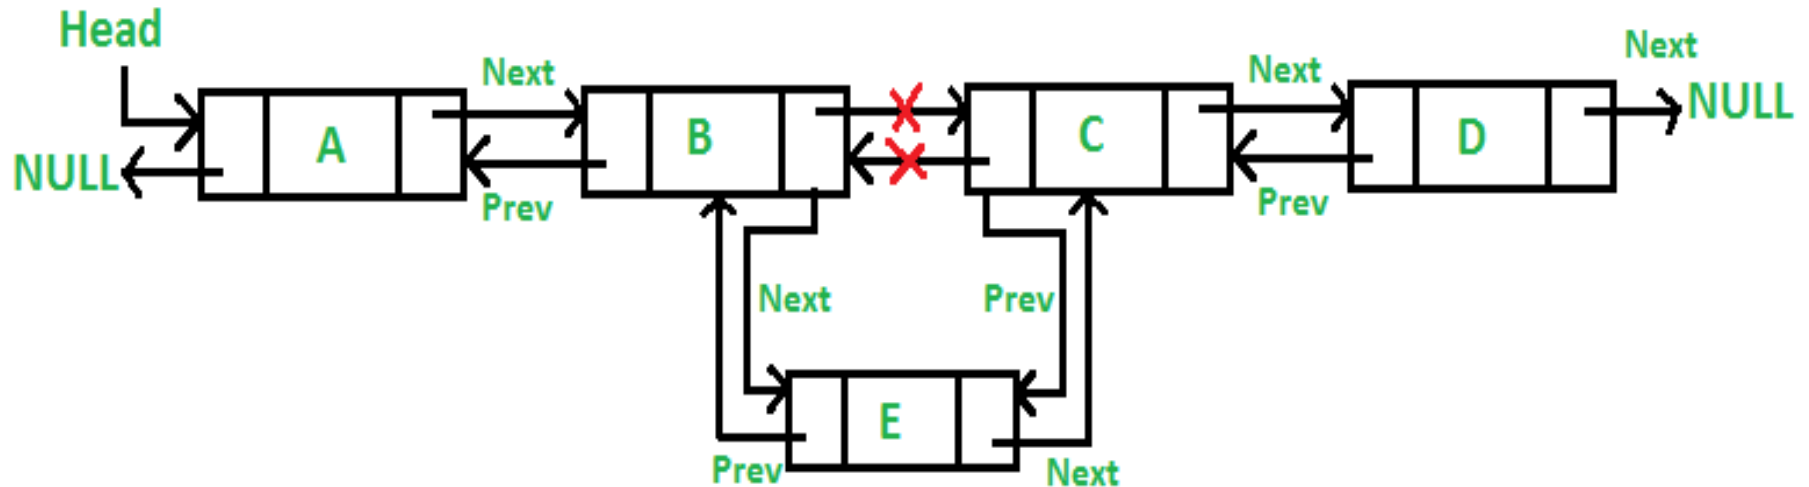 Head
Next
Next
Next
NULL
A
B
C
D
NULL
Prev
Prev
Next
Prev
E
Prev
Next